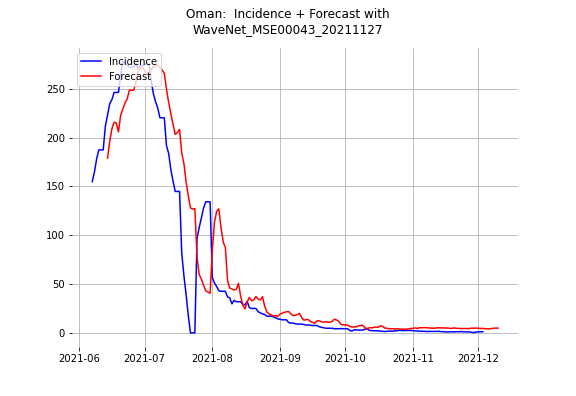 Oman:  Incidence + Forecast with
WaveNet_MSE00043_20211127
Incidence
Forecast
250
200
150
100
50
0
2021-06 2021-07 2021-08 2021-09 2021-10 2021-11 2021-12